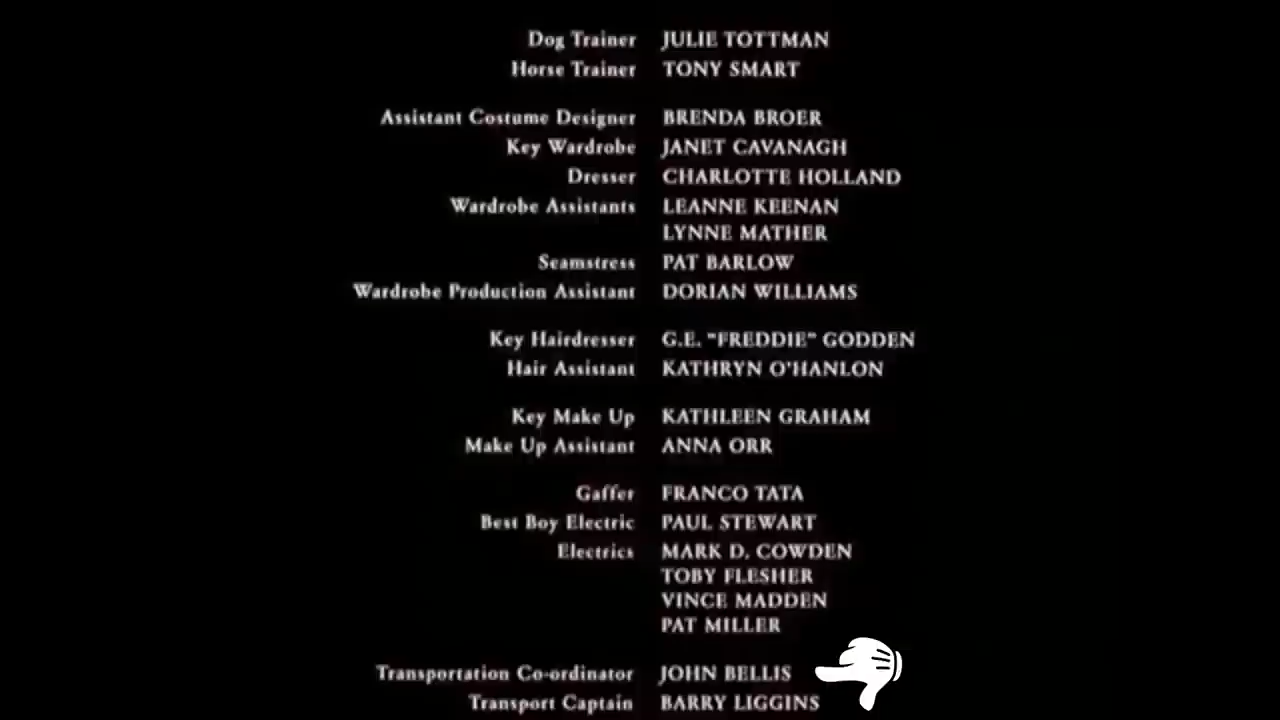 Dog Trainer JULIE TOTTMAN
Horse Trainer TONY SMART
Assistant Costume Designer BRENDA BROER
Key Wardrobe JANET CAVANAGH
Dresser CHARLOTTE HOLLAND
Wardrobe Assistants LEANNE KEENAN
LYNNE MATHER
Seamstress PAT BARLOW
Wardrobe Production Assistant DORIAN WILLIAMS
Key Hairdresser G.E. "FREDDIE" GODDEN
Hair Assistant KATHRYN O'HANLON
Key Make Up KATHLEEN GRAHAM
Make Up Assistant ANNA ORR
Gaffer FRANCO TATA
Best Boy Electric PAUL STEWART
Electrics MARK D. COWDEN
TOBY FLESHER
VINCE MADDEN
PAT MILLER
Transportation Co-ordinator JOHN BELLIS
Transport Captain BARRY LIGGINS